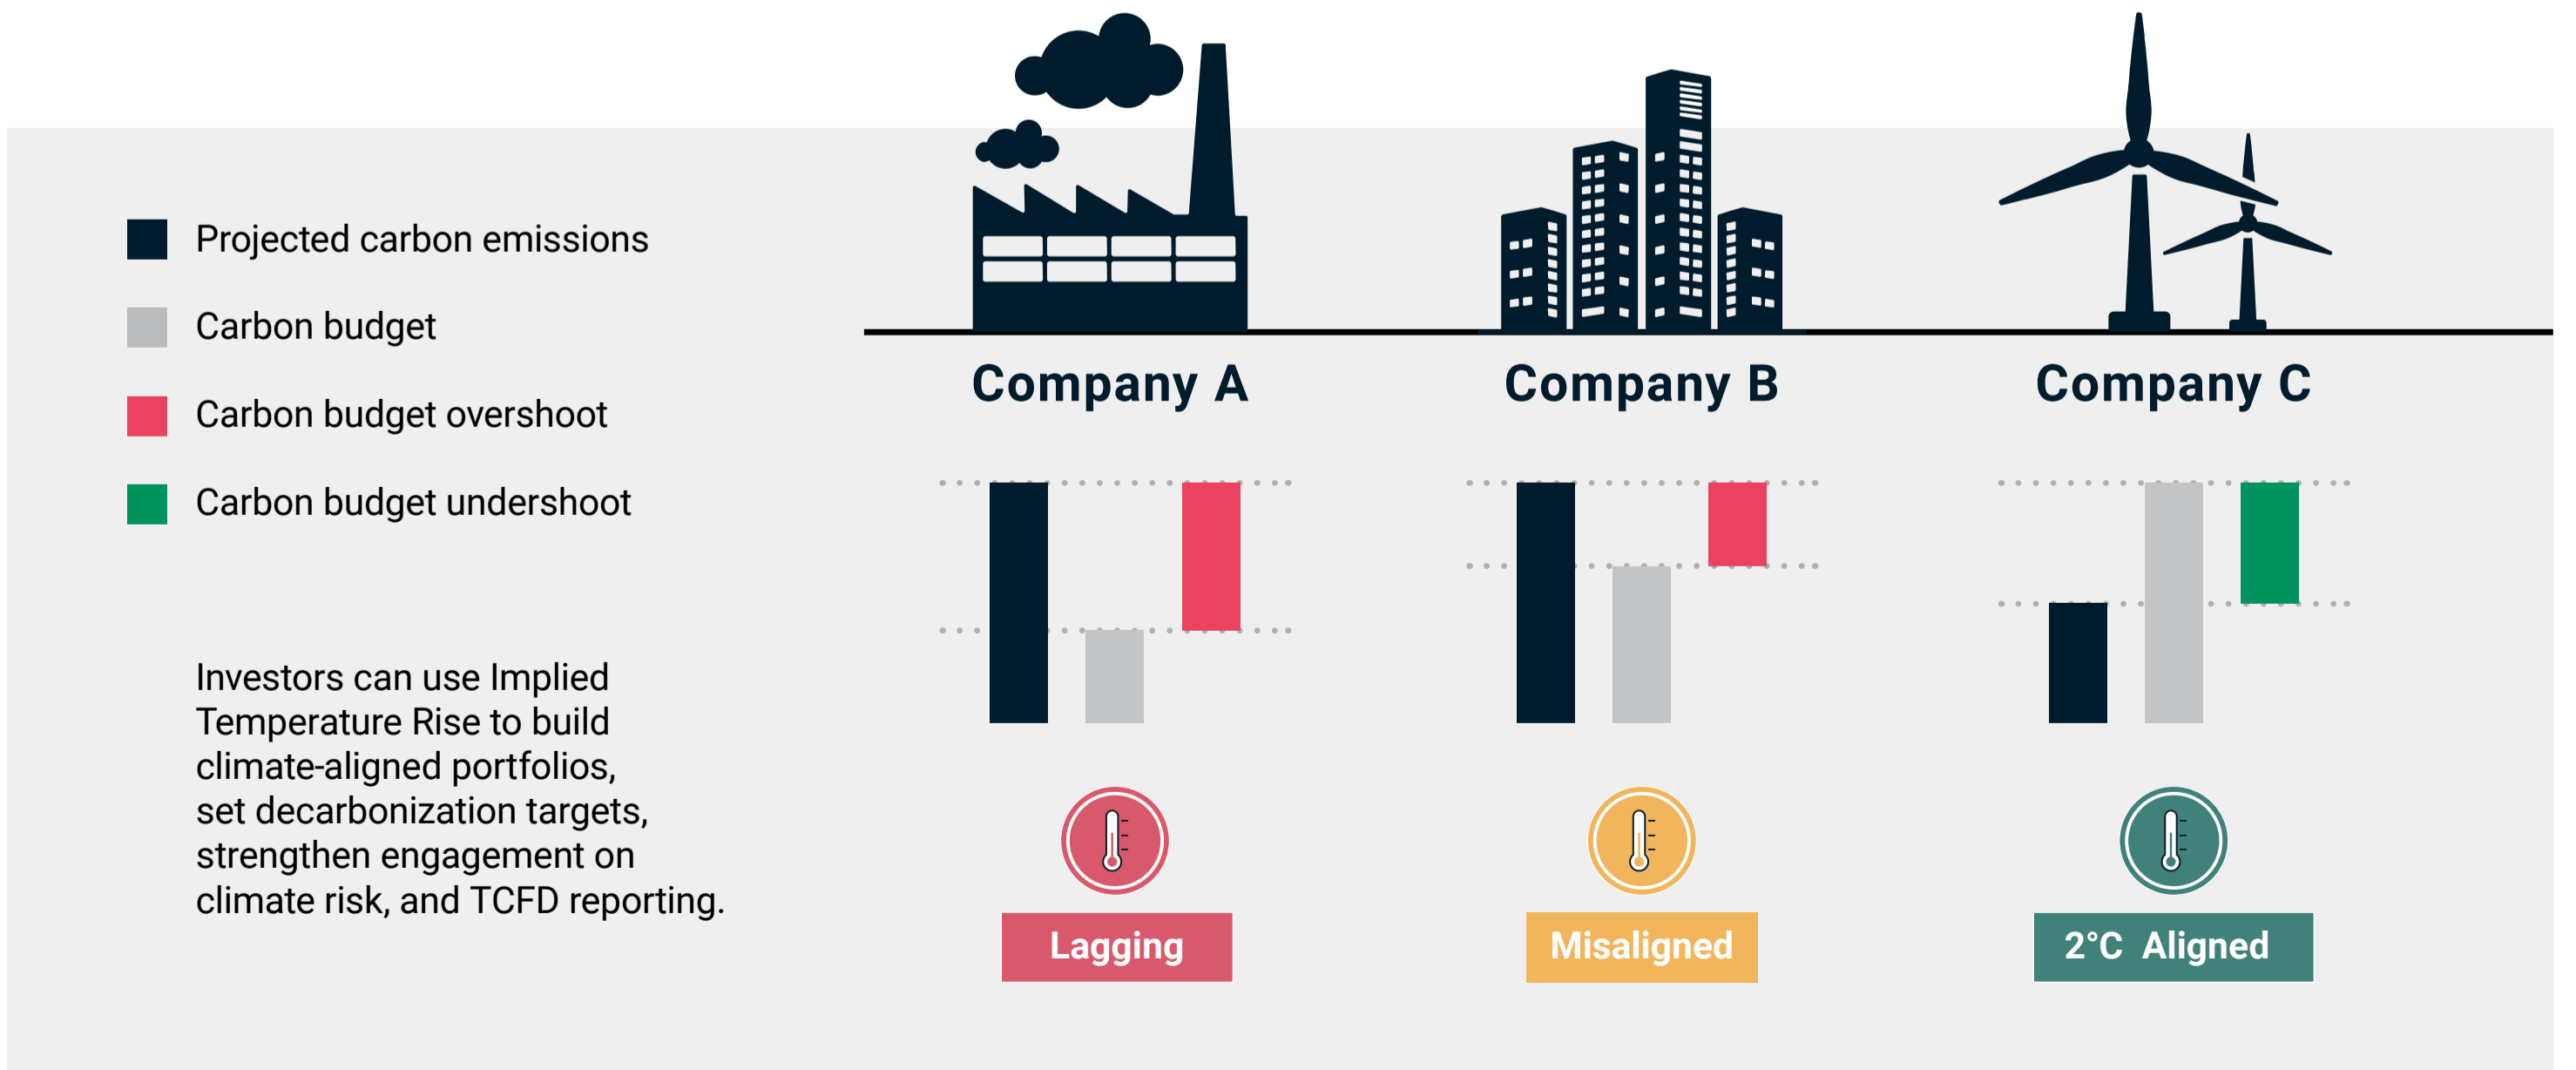 Projected carbon emissions
Carbon budget
Carbon budget overshoot
Carbon budget undershoot
Investors can use Implied
Temperature Rise to build
climate-aligned portfolios,
set decarbonization targets,
strengthen engagement on
climate risk, and TCFD reporting.
Company A
Company B
Company C
Lagging
Misaligned
2°C Aligned